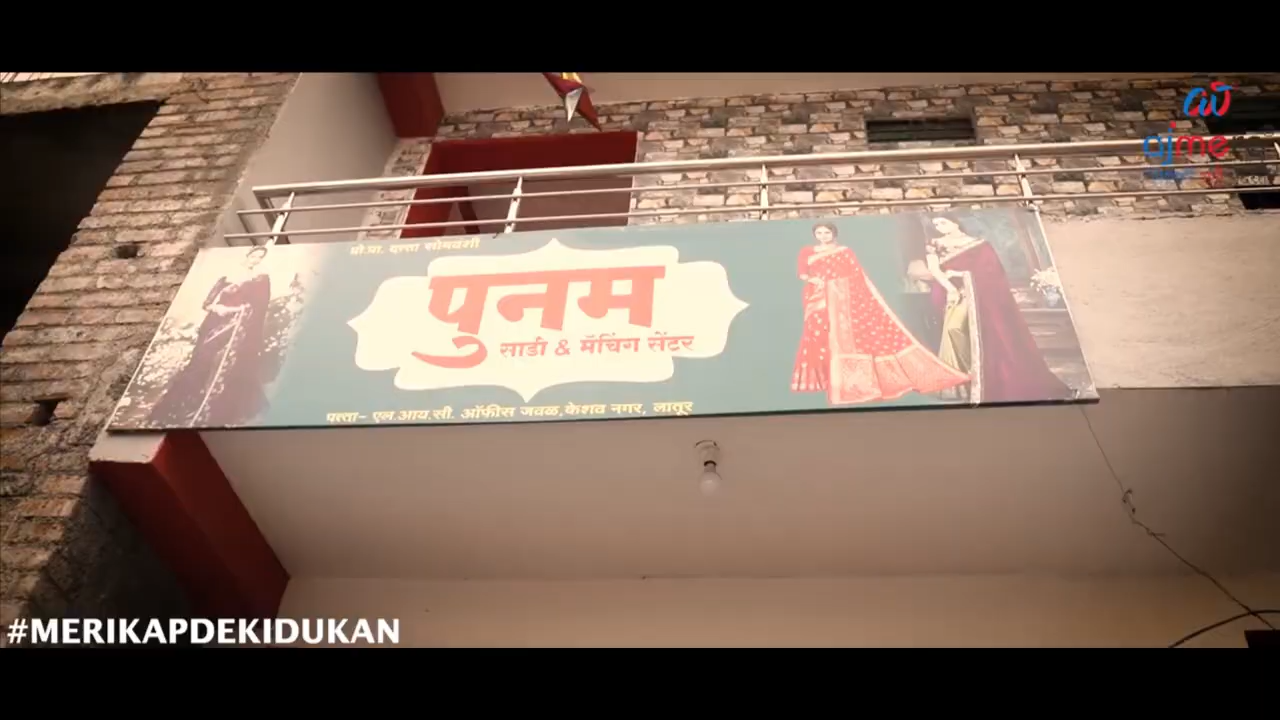 ajme
प्रो.प्रा. दत्ता सोमवंशी
पुनम
साडी & मॅचिंग सेंटर
पत्ता- एल.आय.सी. ऑफीस जवळ,केशव नगर, लातूर
#MERIKAPDEKIDUKAN